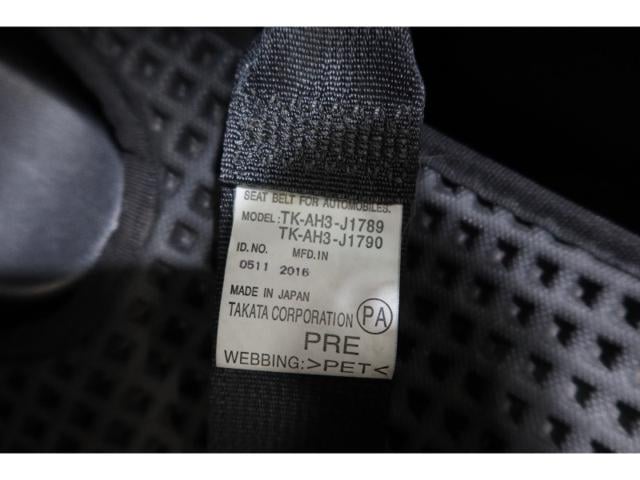 SEAT BELT FOR AUTOMOBILES.
MODEL: TK-AH3-J1789
TK-AH3-J1790
ID.NO. MFD.IN
0511 2016
MADE IN JAPAN
TAKATA CORPORATION PA
PRE
WEBBING:>PET<